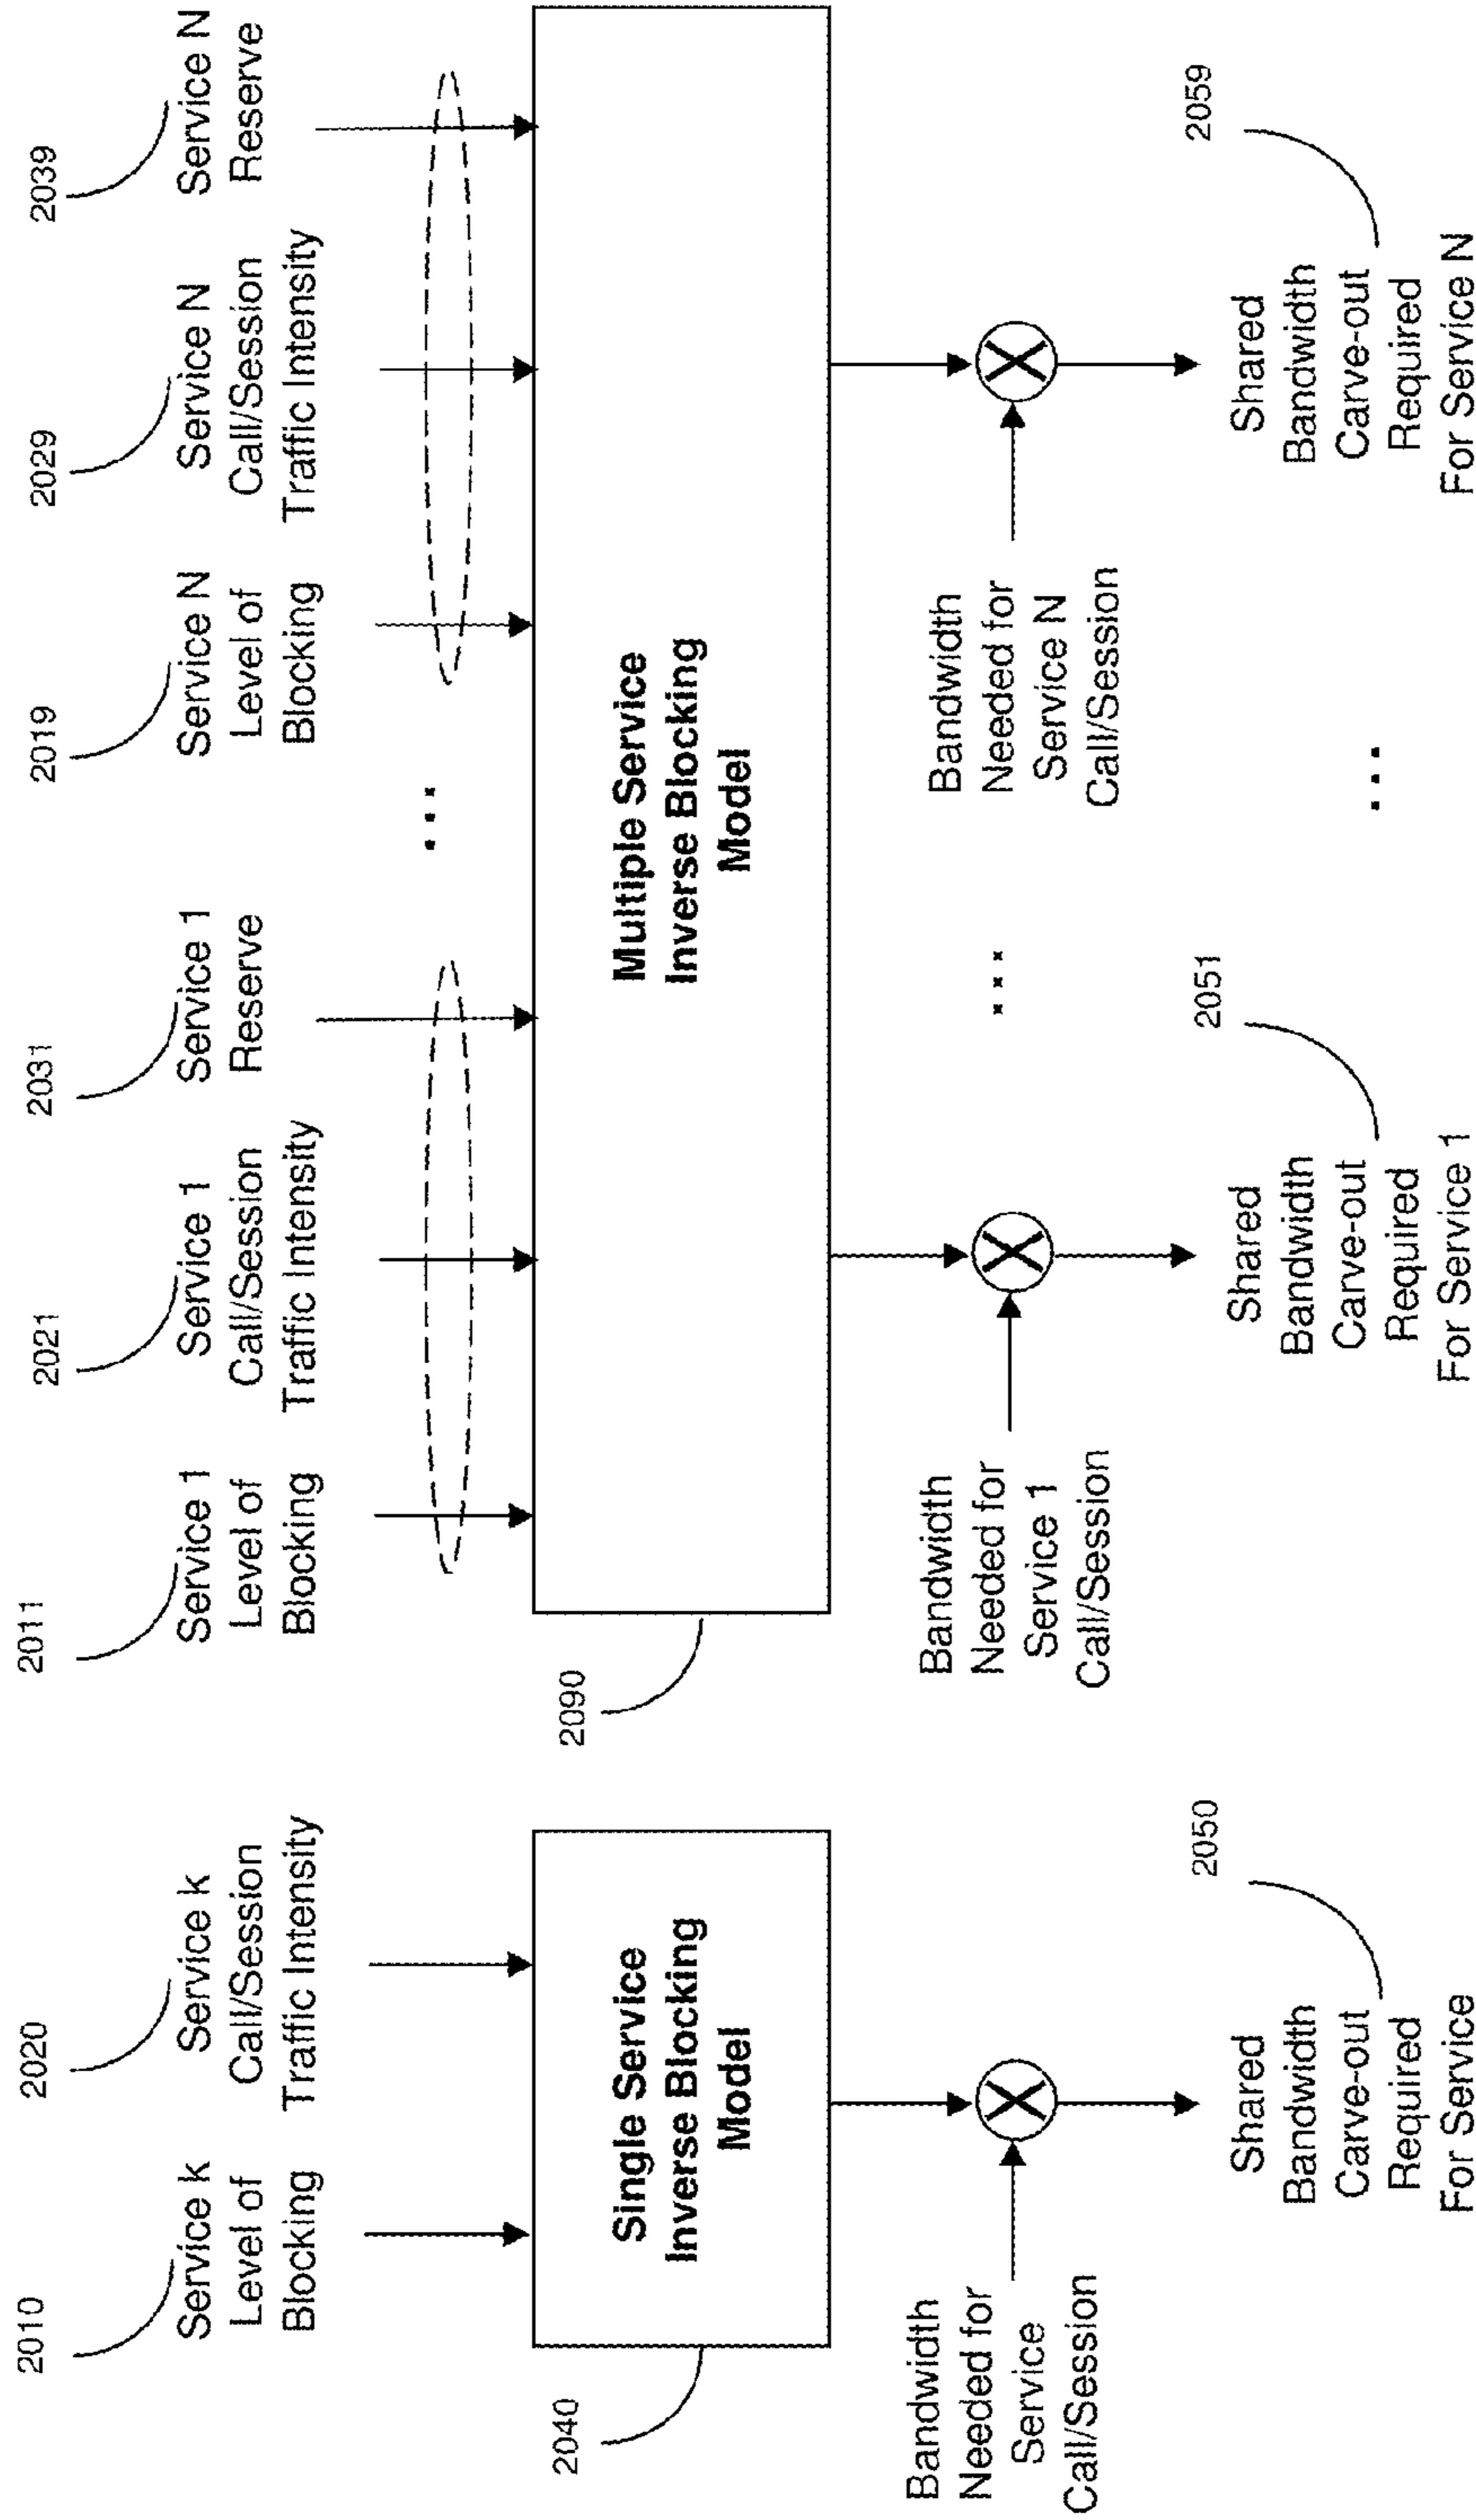 2010
Service k
Level of
Blocking
2020
Service k
Call/Session
Traffic Intensity
2040
Single Service
Inverse Blocking
Model
Bandwidth
Needed for
Service
Call/Session
X
2050
Shared
Bandwidth
Carve-out
Required
For Service
2011
Service 1
Level of
Blocking
2021
Service 1
Call/Session
Traffic Intensity
2031
Service 1
Reserve
...
2019
Service N
Level of
Blocking
2029
Service N
Call/Session
Traffic Intensity
2039
Service N
Reserve
2090
Multiple Service
Inverse Blocking
Model
Bandwidth
Needed for
Service 1
Call/Session
X
...
Bandwidth
Needed for
Service N
Call/Session
X
2051
Shared
Bandwidth
Carve-out
Required
For Service 1
...
2059
Shared
Bandwidth
Carve-out
Required
For Service N